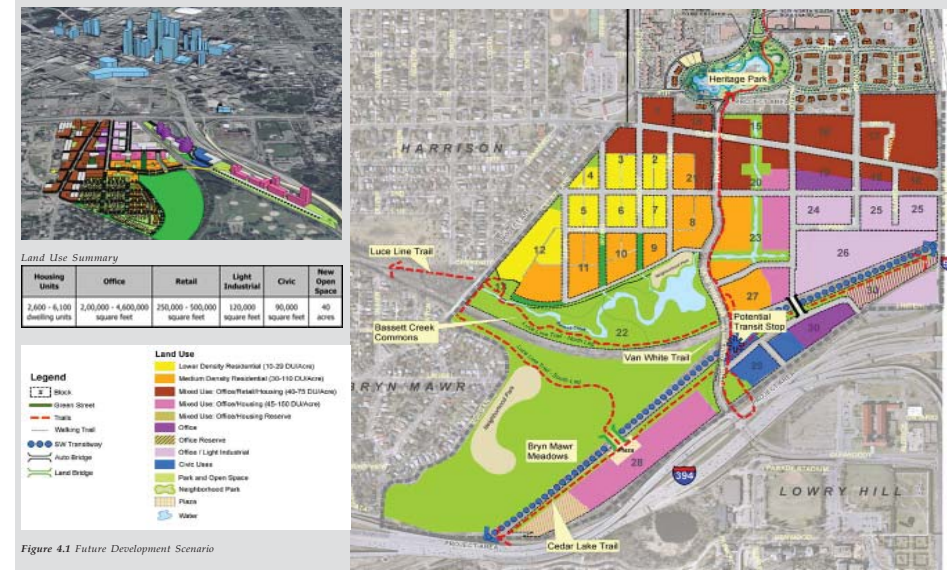 Land Use Summary
Housing Units
Office
Retail
Light Industrial
Civic
New Open Space
2,600 - 6,100 dwelling units
2,00,000 - 4,600,000 square feet
250,000 - 500,000 square feet
120,000 square feet
90,000 square feet
40 acres
Legend
Block
Green Street
Trails
Walking Trail
SW Transitway
Auto Bridge
Land Bridge
Land Use
Lower Density Residential (10-29 DU/Acre)
Medium Density Residential (30-110 DU/Acre)
Mixed Use: Office/Retail/Housing (40-75 DU/Acre)
Mixed Use: Office/Housing (45-150 DU/Acre)
Mixed Use: Office/Housing Reserve
Office
Office Reserve
Office / Light Industrial
Civic Uses
Park and Open Space
Neighborhood Park
Plaza
Water
Figure 4.1 Future Development Scenario
Heritage Park
HARRISON
15
3
2
4
21
20
5
6
7
8
24
25
25
12
11
10
9
23
26
Luce Line Trail
27
30
Bassett Creek Commons
22
Potential Transit Stop
30
Van White Trail
BRYN MAWR
Neighborhood Park
Bryn Mawr Meadows
28
394
LOWRY HILL
Cedar Lake Trail
PROJECT AREA